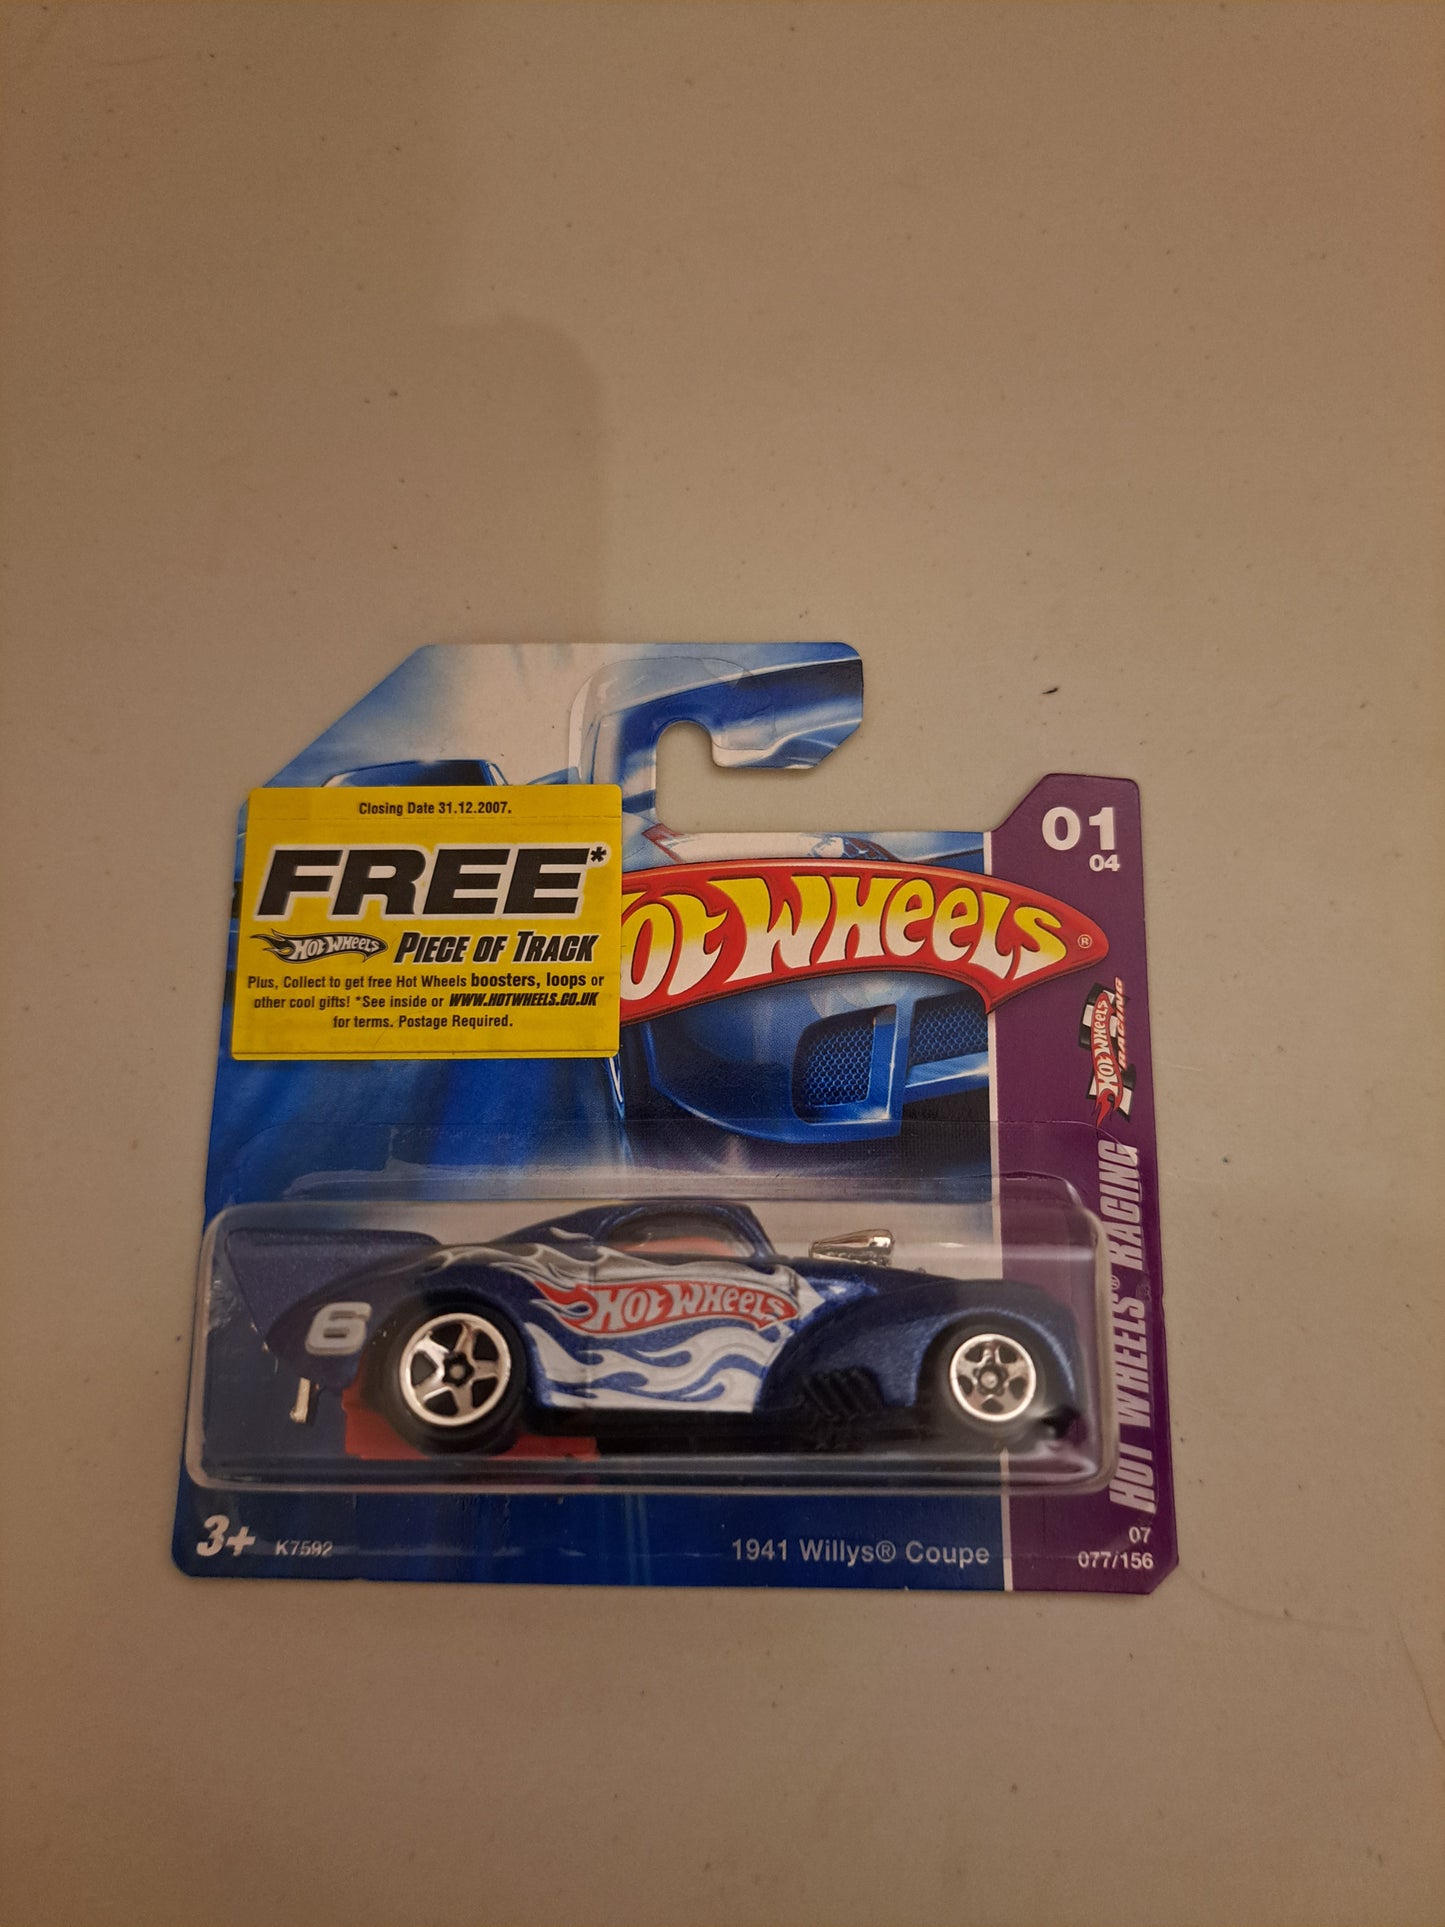 Closing Date 31.12.2007.
FREE*
HOT WHEELS PIECE OF TRACK
Plus, Collect to get free Hot Wheels boosters, loops or
other cool gifts! *See inside or WWW.HOTWHEELS.CO.UK
for terms. Postage Required.
01
04
HOT WHEELS®
HOT WHEELS RACING
HOT WHEELS® RACING
6
HOT WHEELS
3+ K7592
1941 Willys® Coupe
07
077/156